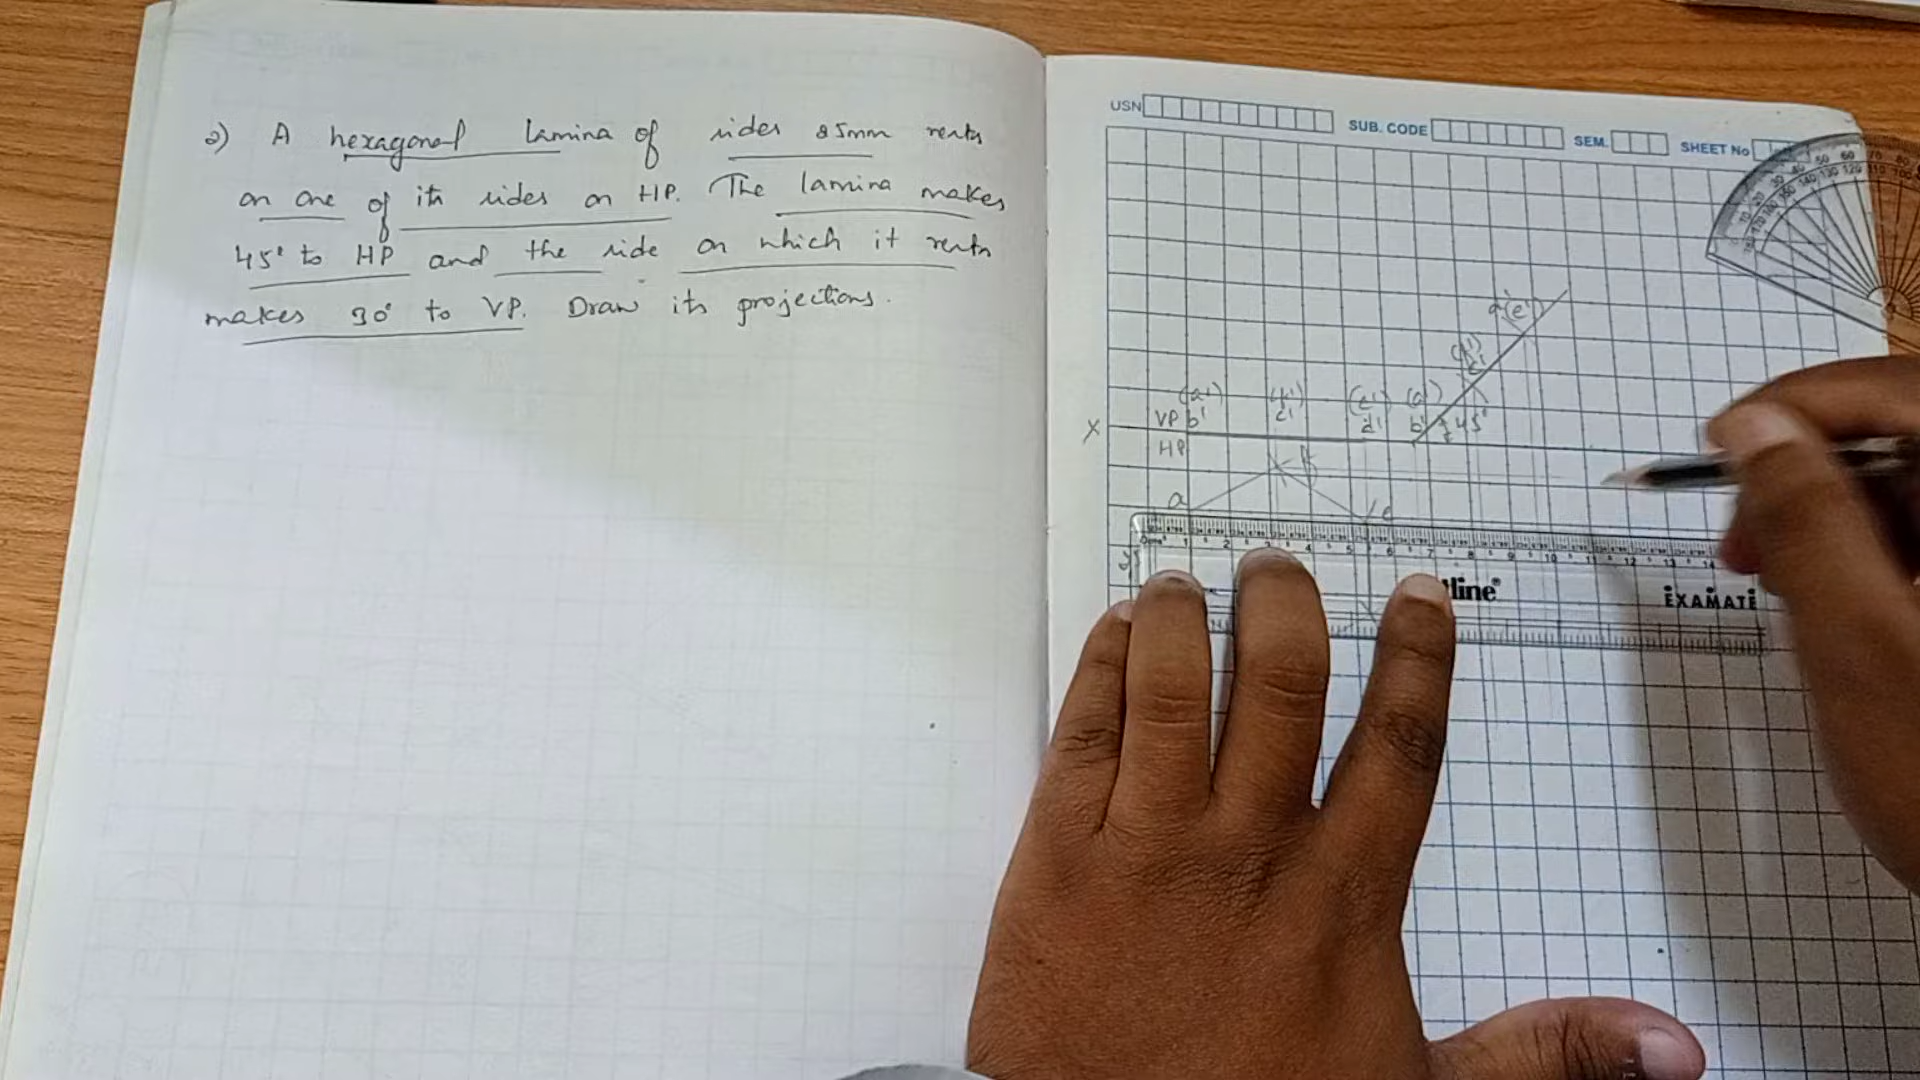 2) A hexagonal lamina of sides 25mm rests
on one of its sides on HP. The lamina makes
45° to HP and the side on which it rests
makes 30° to VP. Draw its projections.
USN
SUB. CODE
SEM.
SHEET No
(e')
(f')
c'
(a')
(f')
(e')
(a')
VP b'
c'
d'
b'
45°
X
HP
a
e
EXAMATE